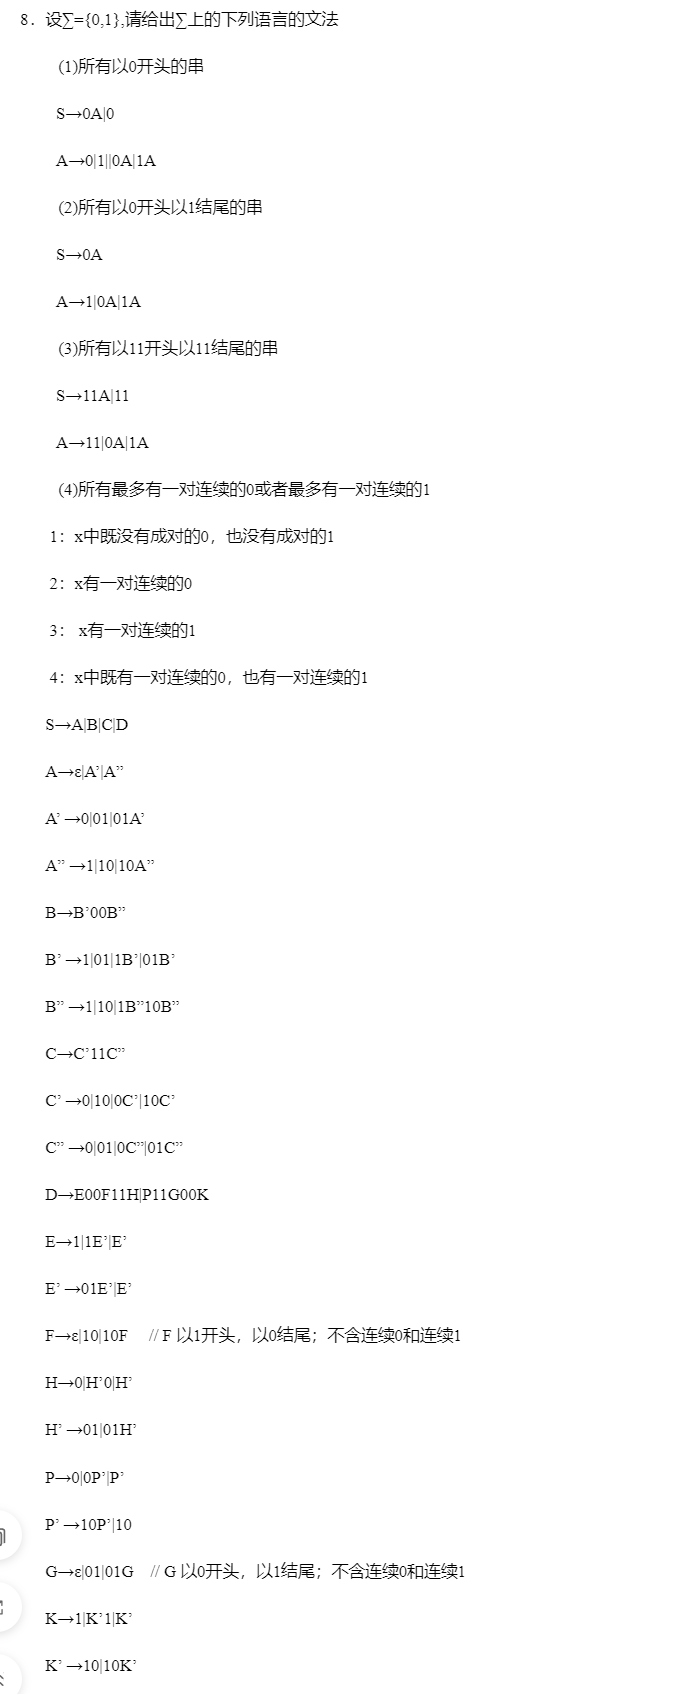 8．设∑={0,1},请给出∑上的下列语言的文法
(1)所有以0开头的串
S→0A|0
A→0|1||0A|1A
(2)所有以0开头以1结尾的串
S→0A
A→1|0A|1A
(3)所有以11开头以11结尾的串
S→11A|11
A→11|0A|1A
(4)所有最多有一对连续的0或者最多有一对连续的1
1：x中既没有成对的0，也没有成对的1
2：x有一对连续的0
3： x有一对连续的1
4：x中既有一对连续的0，也有一对连续的1
S→A|B|C|D
A→ε|A’|A”
A’ →0|01|01A’
A” →1|10|10A”
B→B’00B”
B’ →1|01|1B’|01B’
B” →1|10|1B”10B”
C→C’11C”
C’ →0|10|0C’|10C’
C” →0|01|0C”|01C”
D→E00F11H|P11G00K
E→1|1E’|E’
E’ →01E’|E’
F→ε|10|10F // F 以1开头，以0结尾；不含连续0和连续1
H→0|H’0|H’
H’ →01|01H’
P→0|0P’|P’
P’ →10P’|10
G→ε|01|01G // G 以0开头，以1结尾；不含连续0和连续1
K→1|K’1|K’
K’ →10|10K’